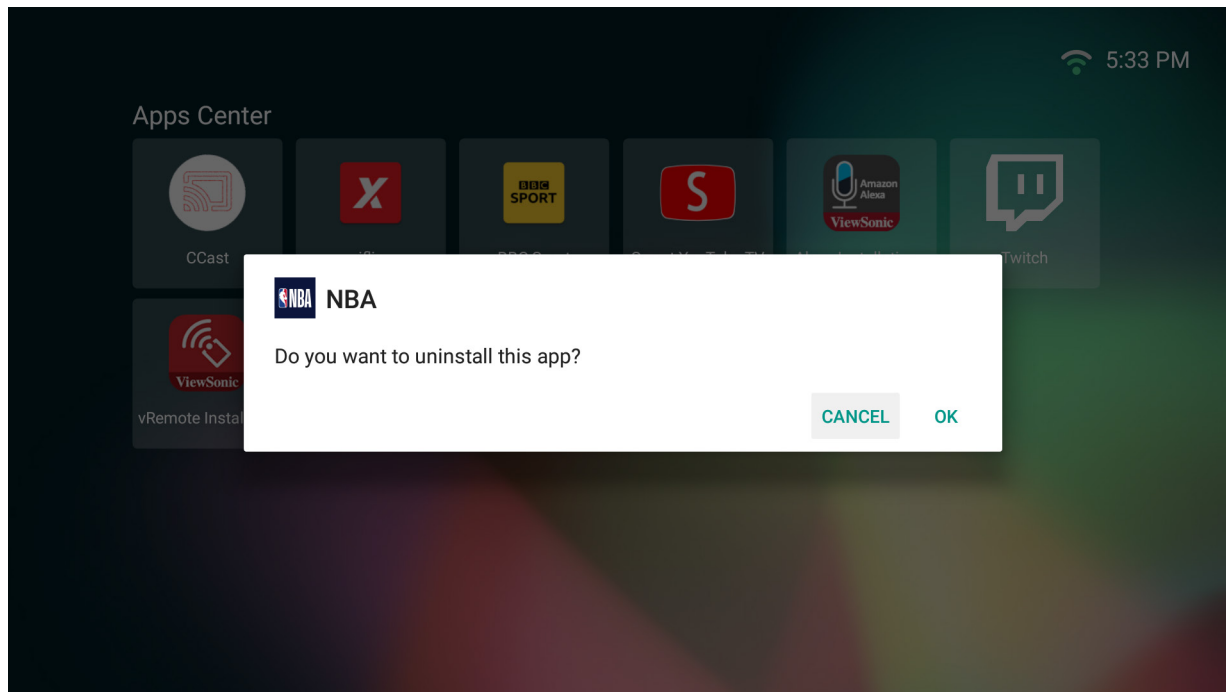 5:33 PM
Apps Center
BBC
SPORT
S
Amazon
Alexa
ViewSonic
CCast
Twitch
NBA NBA
Do you want to uninstall this app?
ViewSonic
vRemote Instal
CANCEL OK